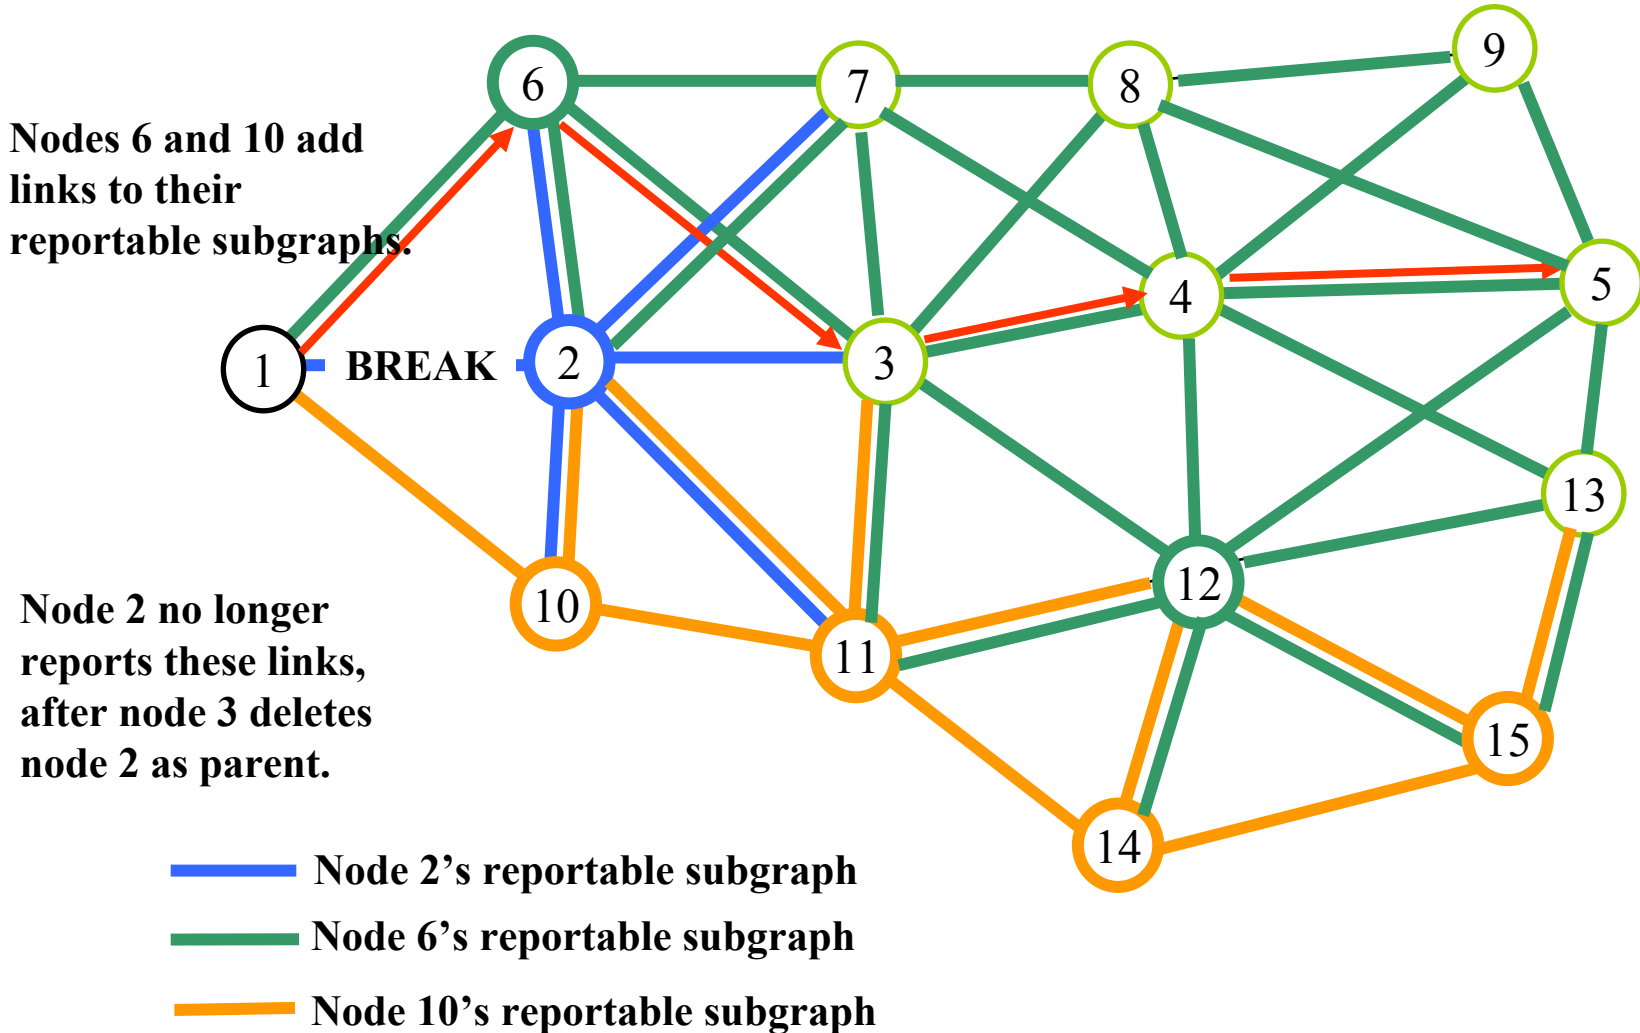 9
6
7
8
Nodes 6 and 10 add
links to their
reportable subgraphs.
4
5
1
BREAK
2
3
13
12
10
Node 2 no longer
reports these links,
after node 3 deletes
node 2 as parent.
11
15
14
Node 2's reportable subgraph
Node 6's reportable subgraph
Node 10's reportable subgraph